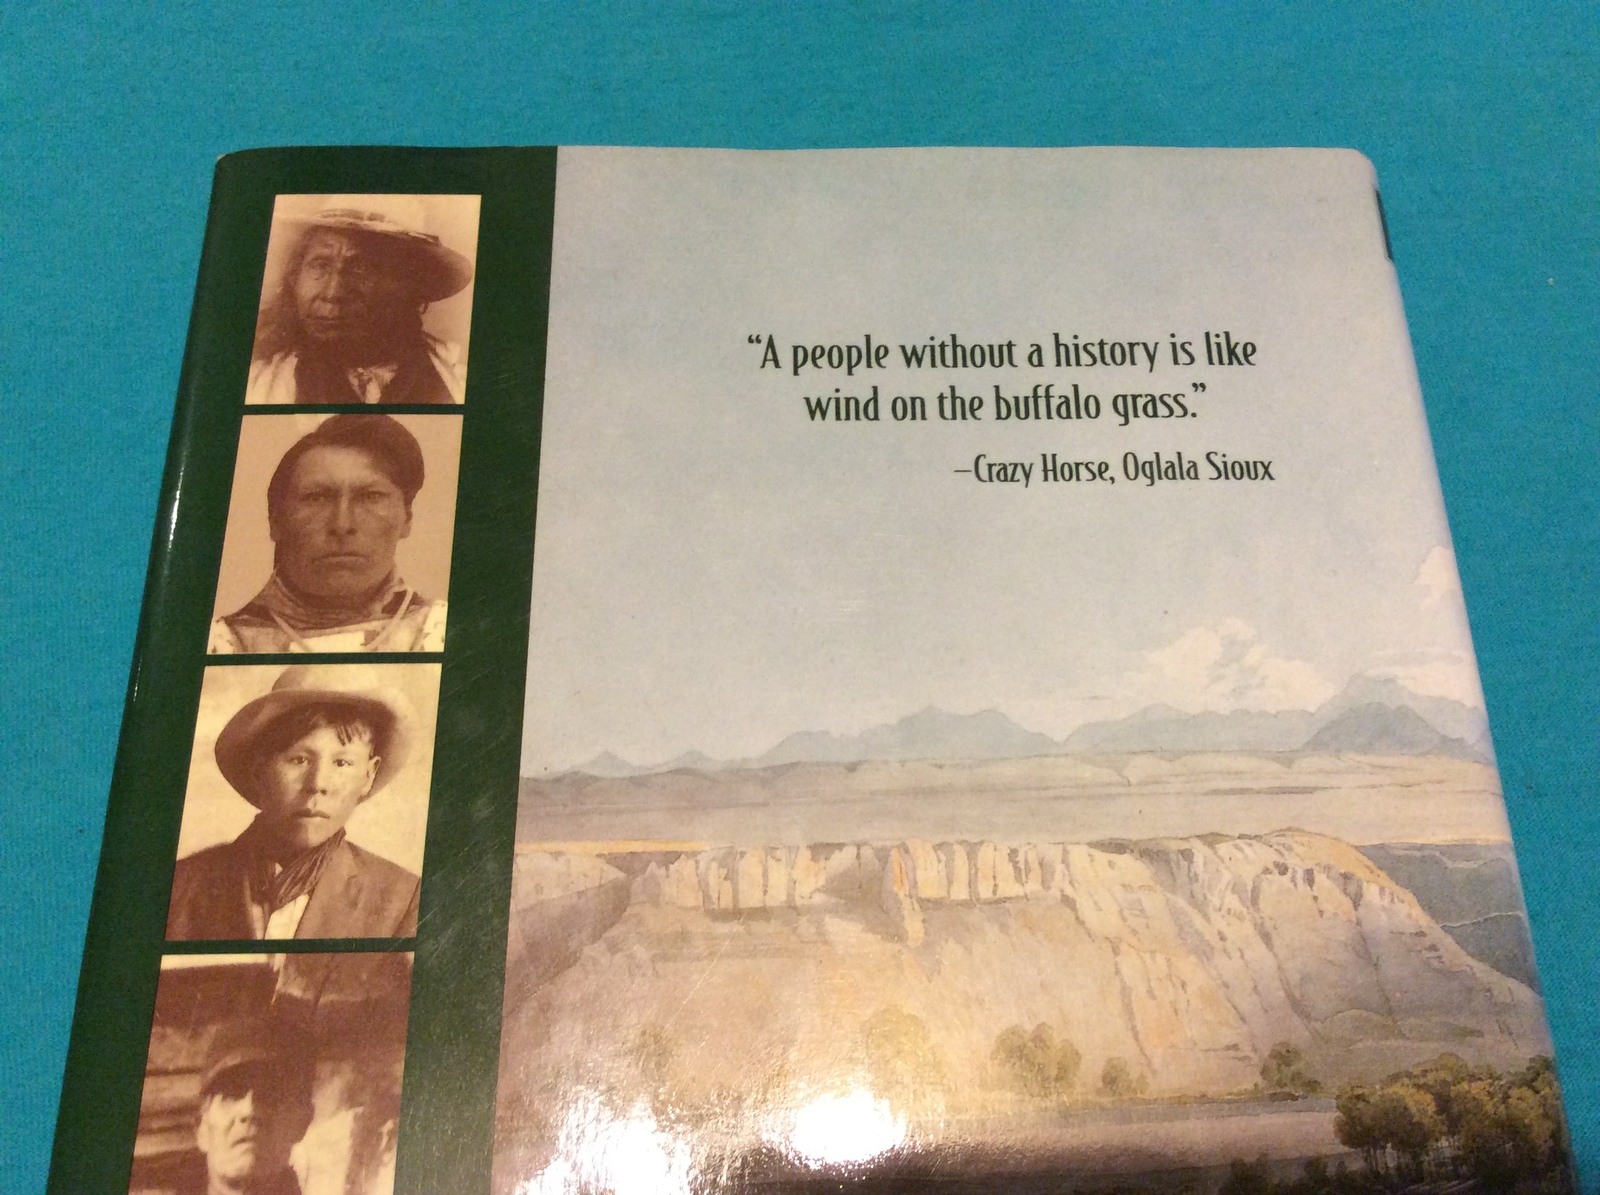 “A people without a history is like
wind on the buffalo grass.”
–Crazy Horse, Oglala Sioux